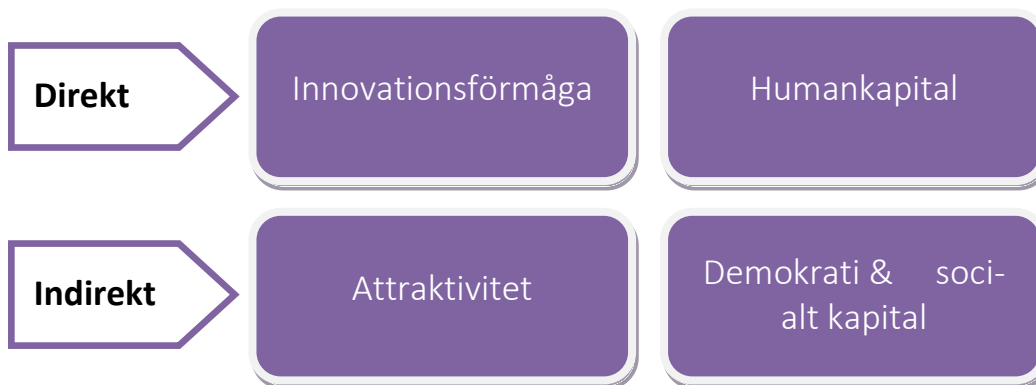 Direkt
Innovationsförmåga
Humankapital
Indirekt
Attraktivitet
Demokrati & soci-
alt kapital